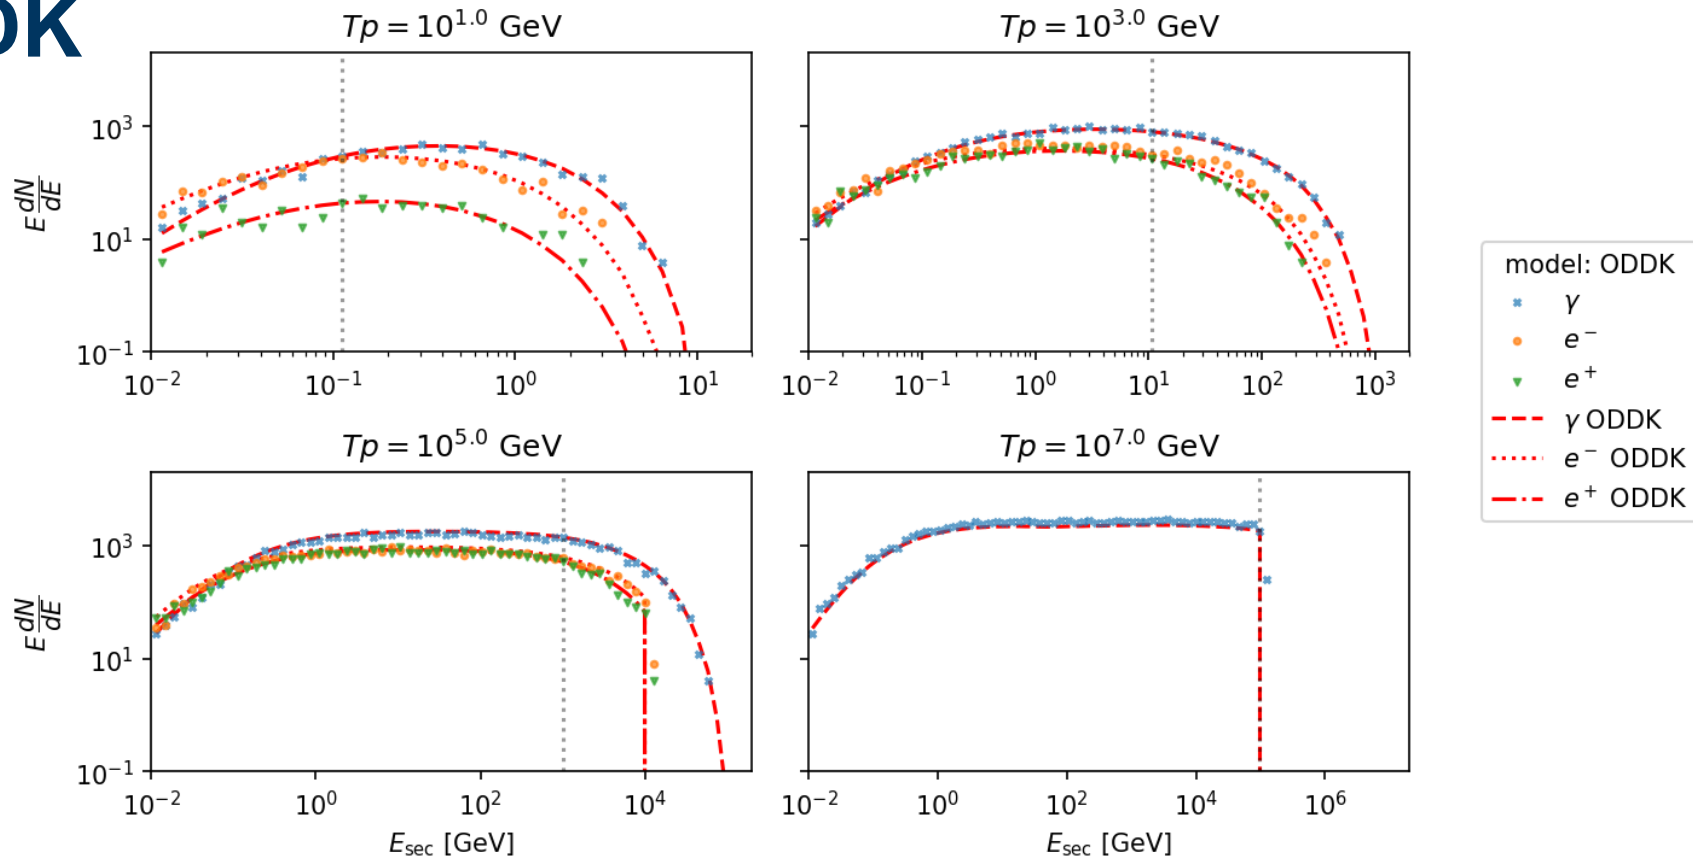 DK
Tp = 10^1.0 GeV
Tp = 10^3.0 GeV
10^3
10^1
10^-1
E dN/dE
10^-2 10^-1 10^0 10^1
10^-2 10^-1 10^0 10^1 10^2 10^3
model: ODDK
γ
e^-
e^+
γ ODDK
e^- ODDK
e^+ ODDK
Tp = 10^5.0 GeV
Tp = 10^7.0 GeV
10^3
10^1
10^-1
E dN/dE
10^-2 10^0 10^2 10^4
10^-2 10^0 10^2 10^4 10^6
E_sec [GeV]
E_sec [GeV]